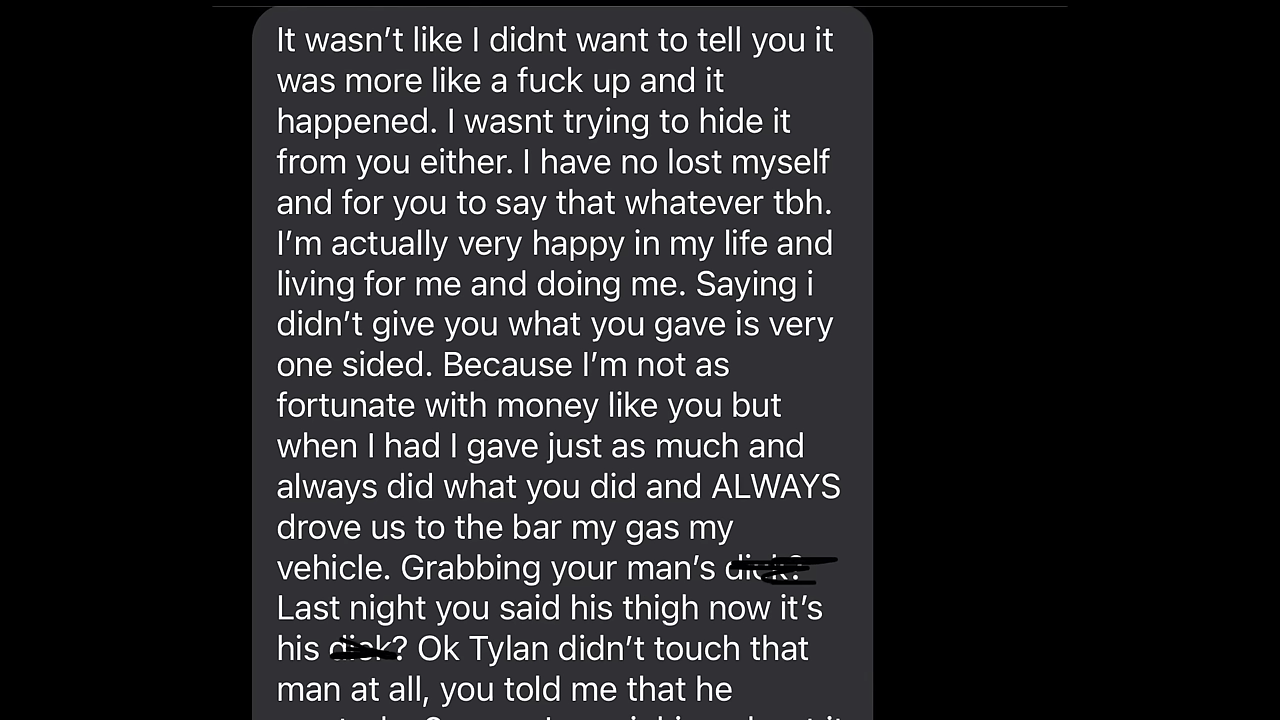 It wasn't like I didnt want to tell you it
was more like a fuck up and it
happened. I wasnt trying to hide it
from you either. I have no lost myself
and for you to say that whatever tbh.
I'm actually very happy in my life and
living for me and doing me. Saying i
didn't give you what you gave is very
one sided. Because I'm not as
fortunate with money like you but
when I had I gave just as much and
always did what you did and ALWAYS
drove us to the bar my gas my
vehicle. Grabbing your man's dick?
Last night you said his thigh now it's
his dick? Ok Tylan didn't touch that
man at all, you told me that he